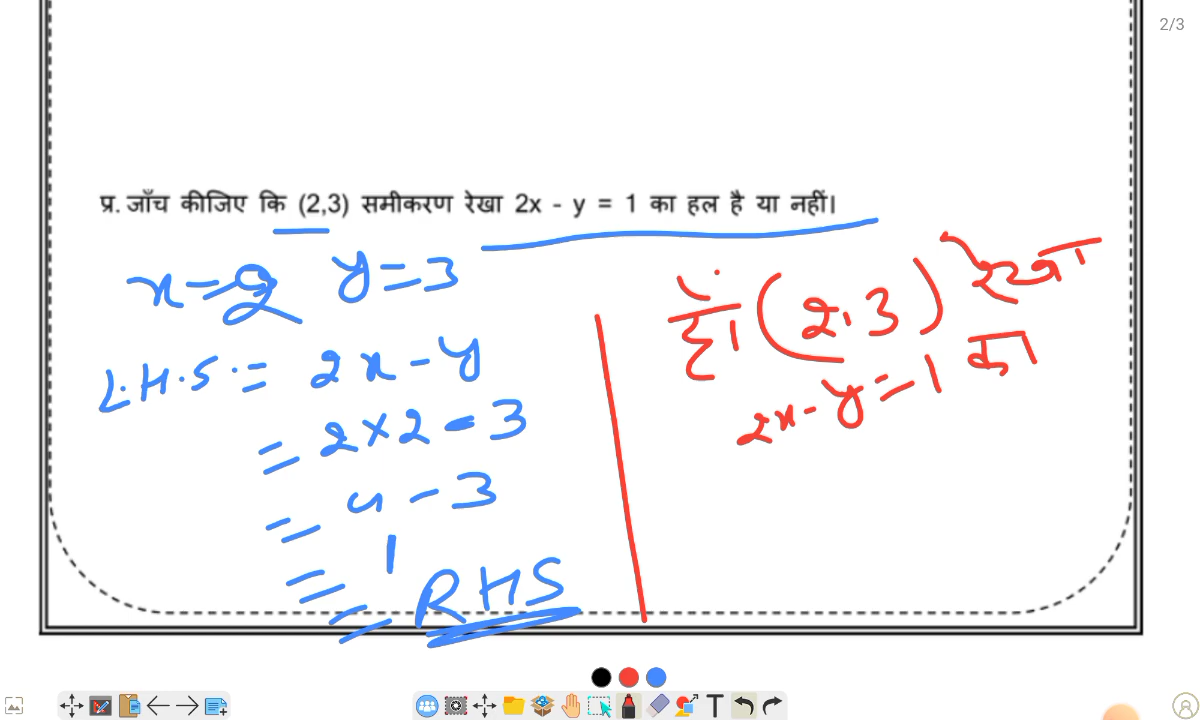 2/3
प्र. जाँच कीजिए कि (2,3) समीकरण रेखा 2x - y = 1 का हल है या नहीं।
x = 2 y = 3
L.H.S. = 2x - y
= 2 × 2 - 3
= 4 - 3
= 1
= RHS
हाँ (2,3) रेखा
2x - y = 1 का
T